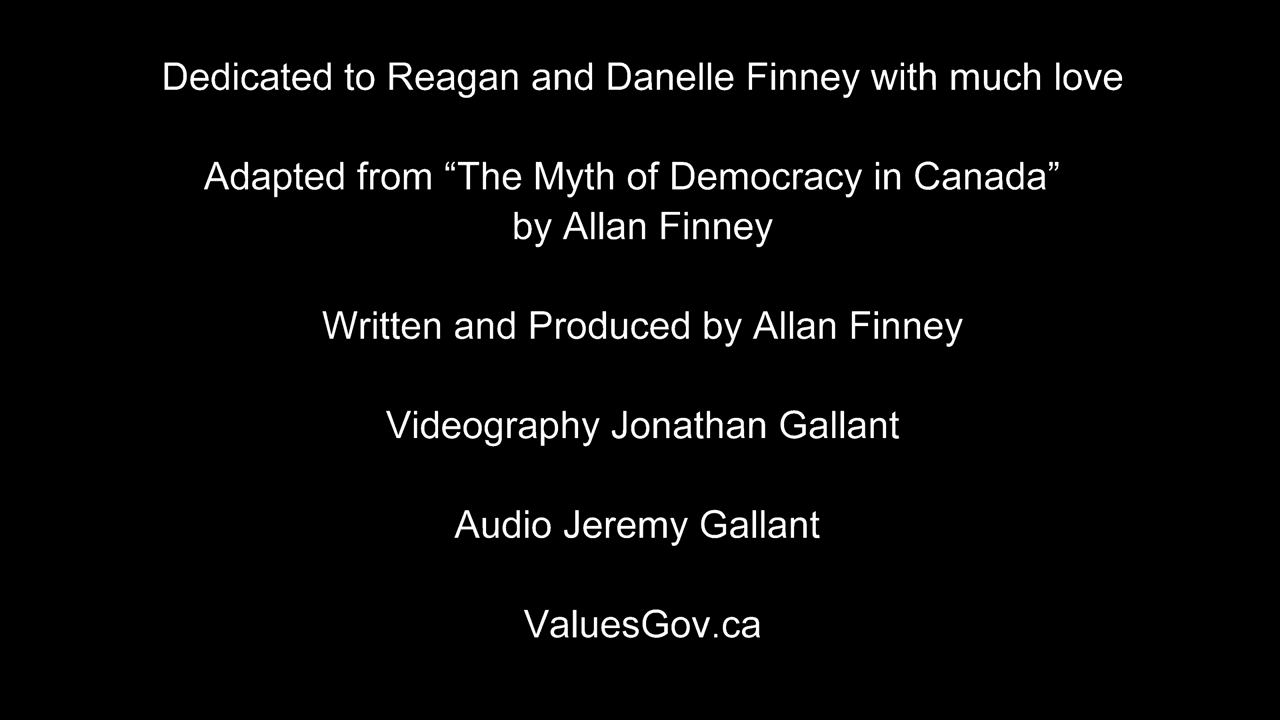 Dedicated to Reagan and Danelle Finney with much love
Adapted from “The Myth of Democracy in Canada”
by Allan Finney
Written and Produced by Allan Finney
Videography Jonathan Gallant
Audio Jeremy Gallant
ValuesGov.ca